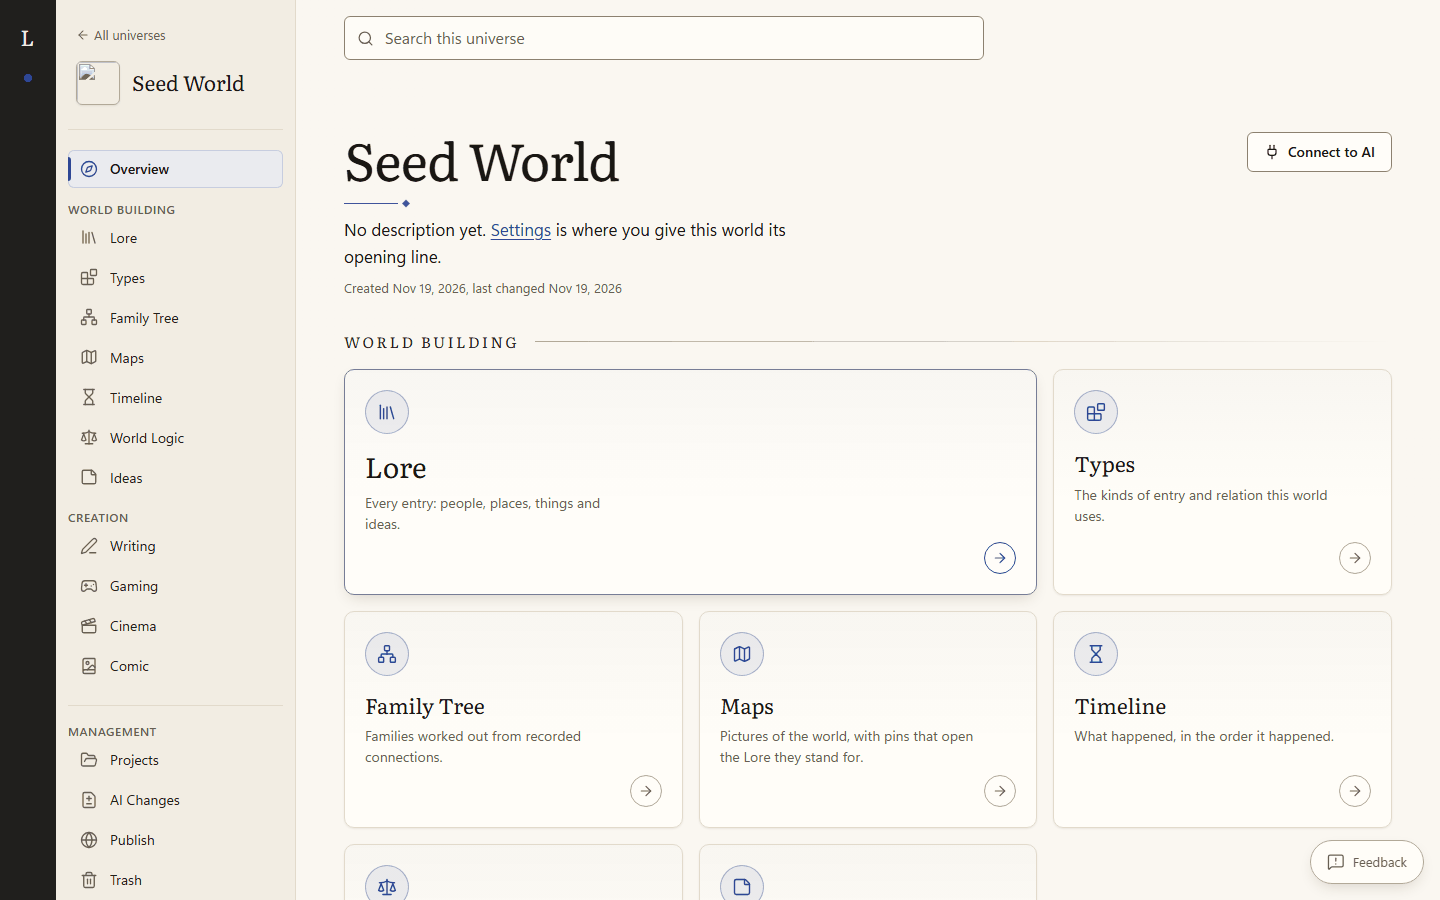 L
All universes
Seed World
Overview
WORLD BUILDING
Lore
Types
Family Tree
Maps
Timeline
World Logic
Ideas
CREATION
Writing
Gaming
Cinema
Comic
MANAGEMENT
Projects
AI Changes
Publish
Trash
Search this universe
Seed World
Connect to AI
No description yet. Settings is where you give this world its
opening line.
Created Nov 19, 2026, last changed Nov 19, 2026
WORLD BUILDING
Lore
Every entry: people, places, things and
ideas.
Types
The kinds of entry and relation this world
uses.
Family Tree
Families worked out from recorded
connections.
Maps
Pictures of the world, with pins that open
the Lore they stand for.
Timeline
What happened, in the order it happened.
Feedback